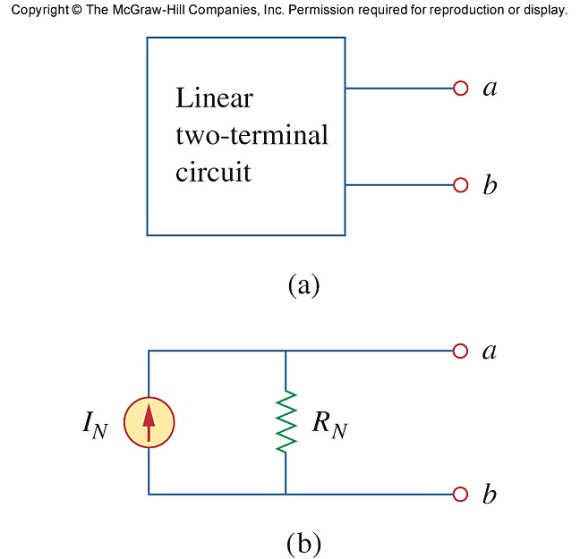 Copyright © The McGraw-Hill Companies, Inc. Permission required for reproduction or display.
Linear
two-terminal
circuit
a
b
(a)
a
I_N
R_N
b
(b)